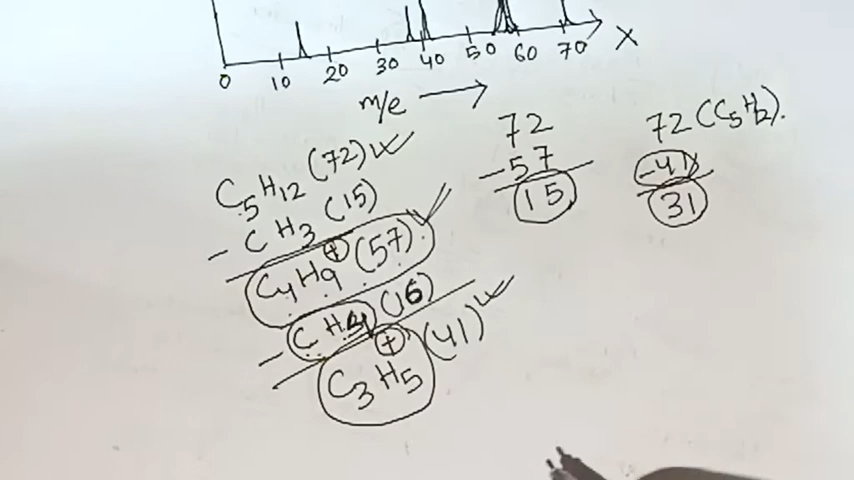 0 10 20 30 40 50 60 70 X
m/e →
C5H12 (72) ✓
- CH3 (15)
C4H9⊕ (57) ✓
- CH4 (16)
C3H5⊕ (41) ✓
72
-57
15
72 (C5H12).
-41
31